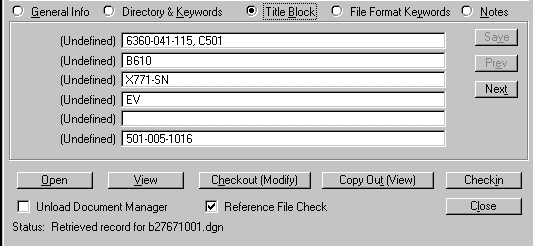 General Info Directory & Keywords Title Block File Format Keywords Notes
(Undefined) 6360-041-115, C501 Save
(Undefined) B610 Prev
(Undefined) X771-SN Next
(Undefined) EV
(Undefined)
(Undefined) 501-005-1016
Open View Checkout (Modify) Copy Out (View) Checkin
Unload Document Manager Reference File Check Close
Status: Retrieved record for b27671001.dgn